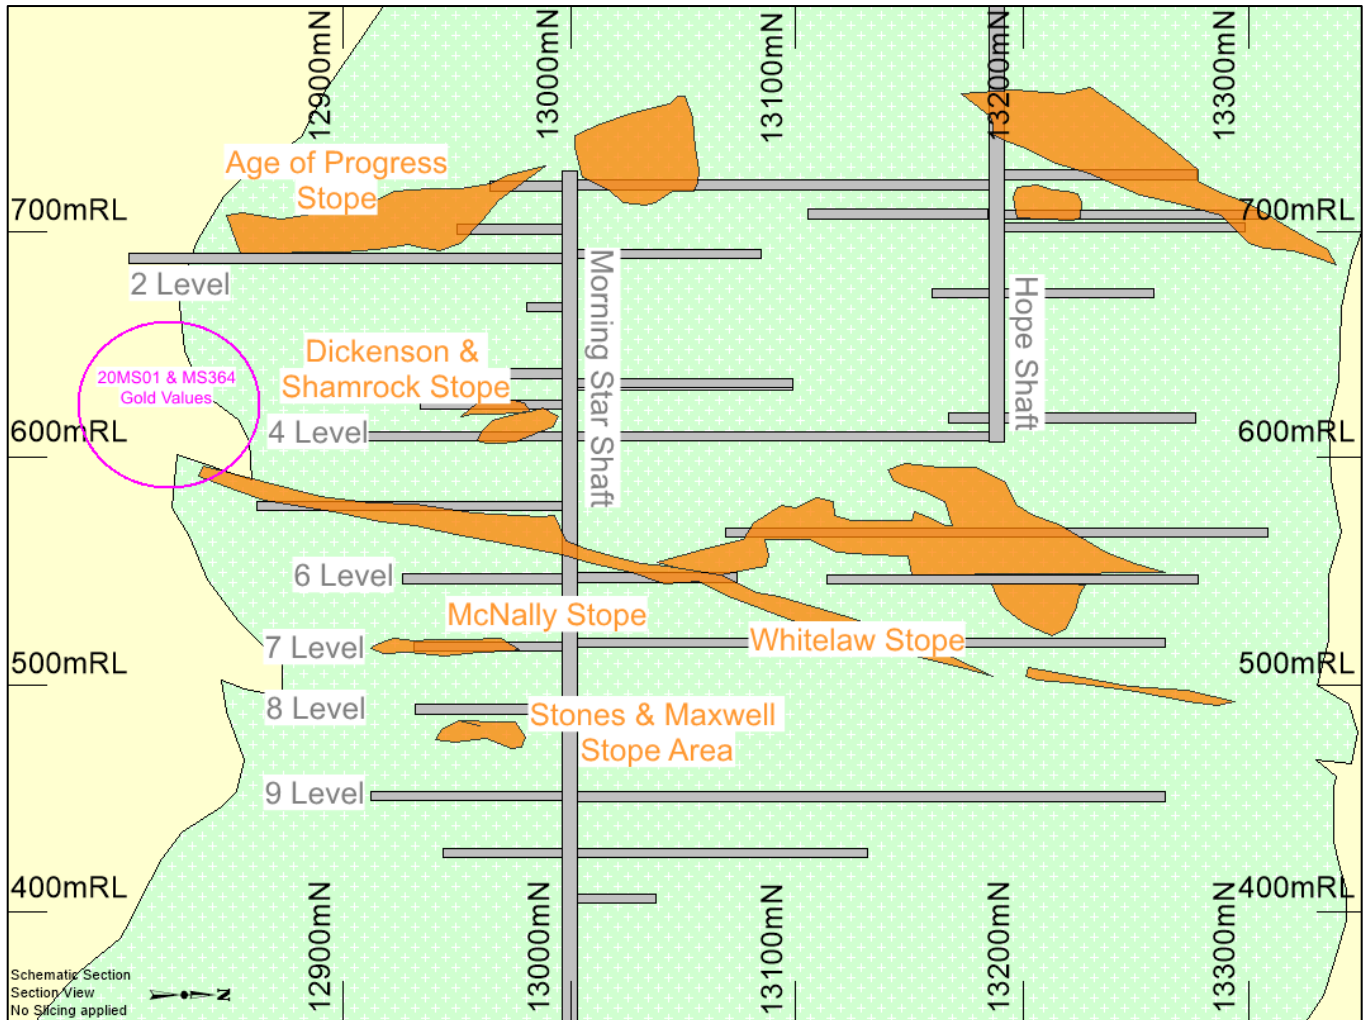 12900mN
13000mN
13100mN
13200mN
13300mN
Age of Progress
Stope
700mRL
700mRL
2 Level
Morning Star Shaft
Hope Shaft
20MS01 & MS364
Gold Values
Dickenson &
Shamrock Stope
600mRL
4 Level
600mRL
6 Level
McNally Stope
7 Level
Whitelaw Stope
500mRL
500mRL
8 Level
Stones & Maxwell
Stope Area
9 Level
400mRL
400mRL
12900mN
13000mN
13100mN
13200mN
13300mN
Schematic Section
Section View
No Slicing applied
N